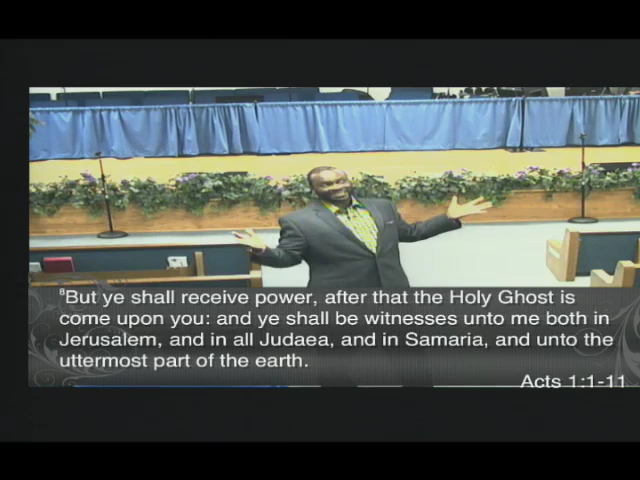 ⁸But ye shall receive power, after that the Holy Ghost is
come upon you: and ye shall be witnesses unto me both in
Jerusalem, and in all Judaea, and in Samaria, and unto the
uttermost part of the earth.
Acts 1:1-11